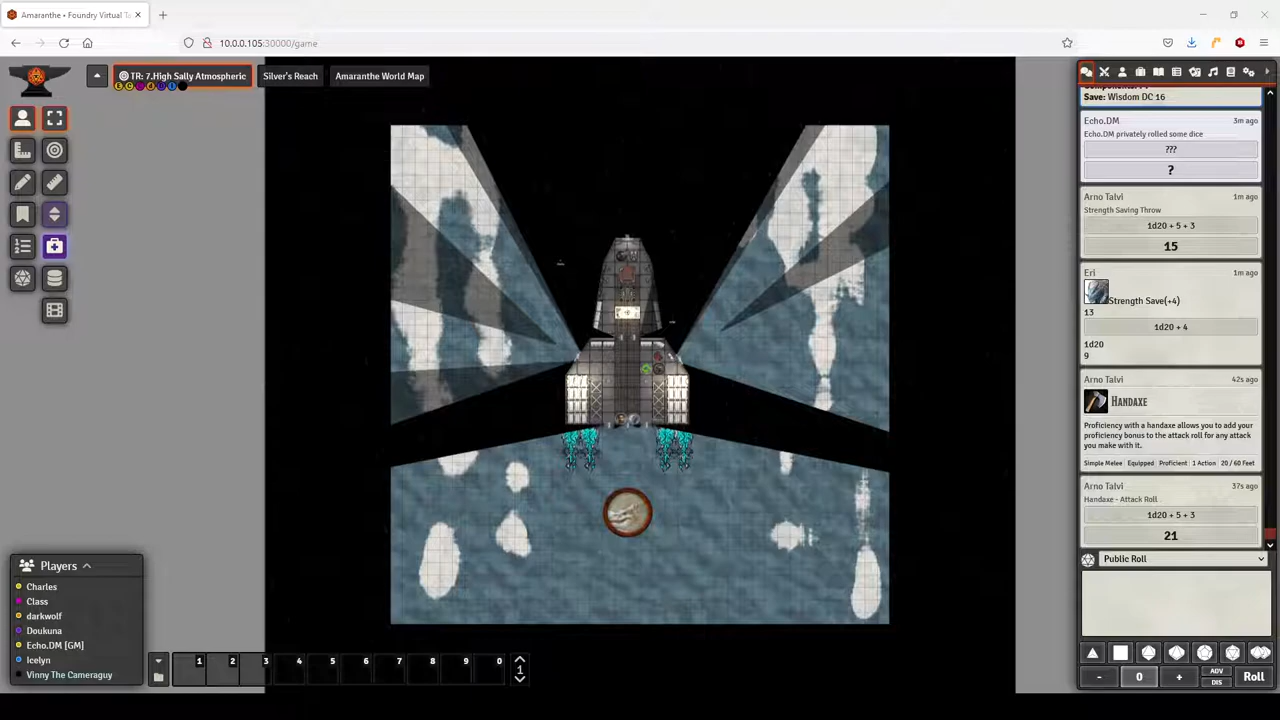 Amaranthe • Foundry Virtual T
10.0.0.105:30000/game
TR: 7.High Sally Atmospheric
Silver's Reach
Amaranthe World Map
E C d D I
Save: Wisdom DC 16
Echo.DM 3m ago
Echo.DM privately rolled some dice
???
?
Arno Talvi 1m ago
Strength Saving Throw
1d20 + 5 + 3
15
Eri 1m ago
Strength Save(+4)
13
1d20 + 4
1d20
9
Arno Talvi 42s ago
Handaxe
Proficiency with a handaxe allows you to add your
proficiency bonus to the attack roll for any attack
you make with it.
Simple Melee Equipped Proficient 1 Action 20 / 60 Feet
Arno Talvi 37s ago
Handaxe - Attack Roll
1d20 + 5 + 3
21
Public Roll
- 0 + ADV DIS Roll
Players
Charles
Class
darkwolf
Doukuna
Echo.DM [GM]
Icelyn
Vinny The Cameraguy
1 2 3 4 5 6 7 8 9 0
1